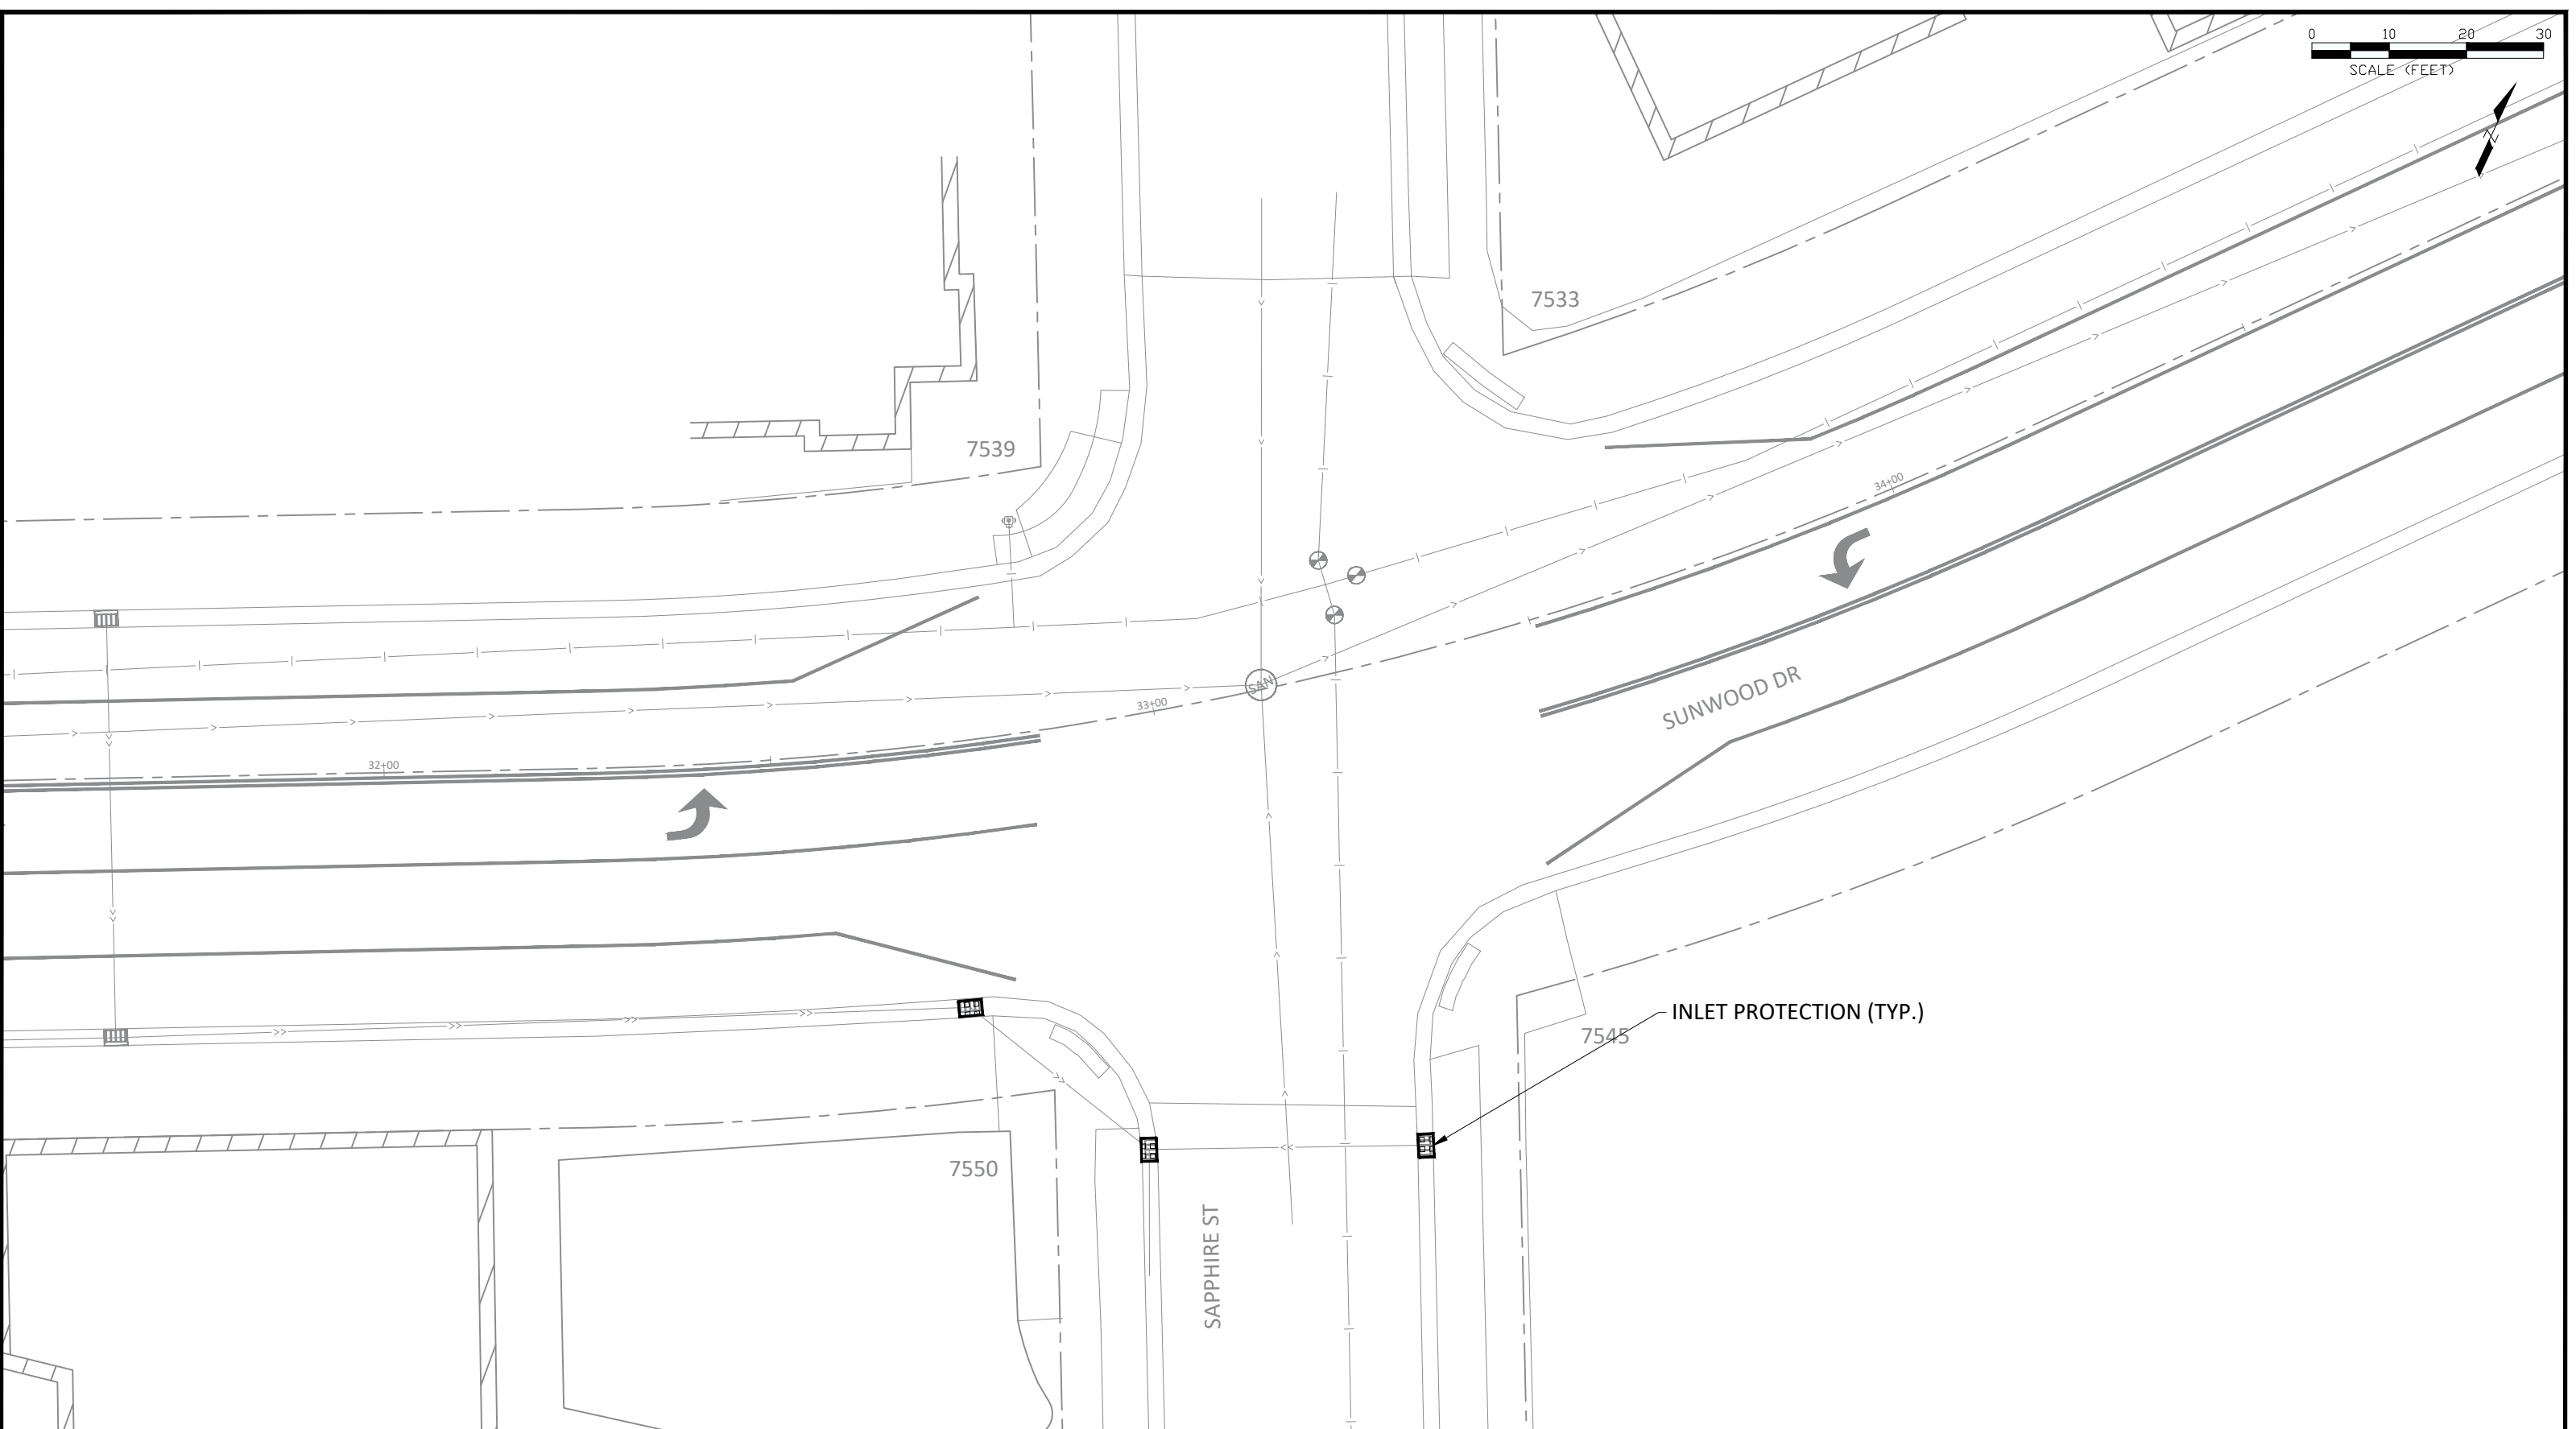 0 10 20 30
SCALE (FEET)
N
7533
7539
34+00
SAN
33+00
SUNWOOD DR
32+00
INLET PROTECTION (TYP.)
7545
7550
SAPPHIRE ST